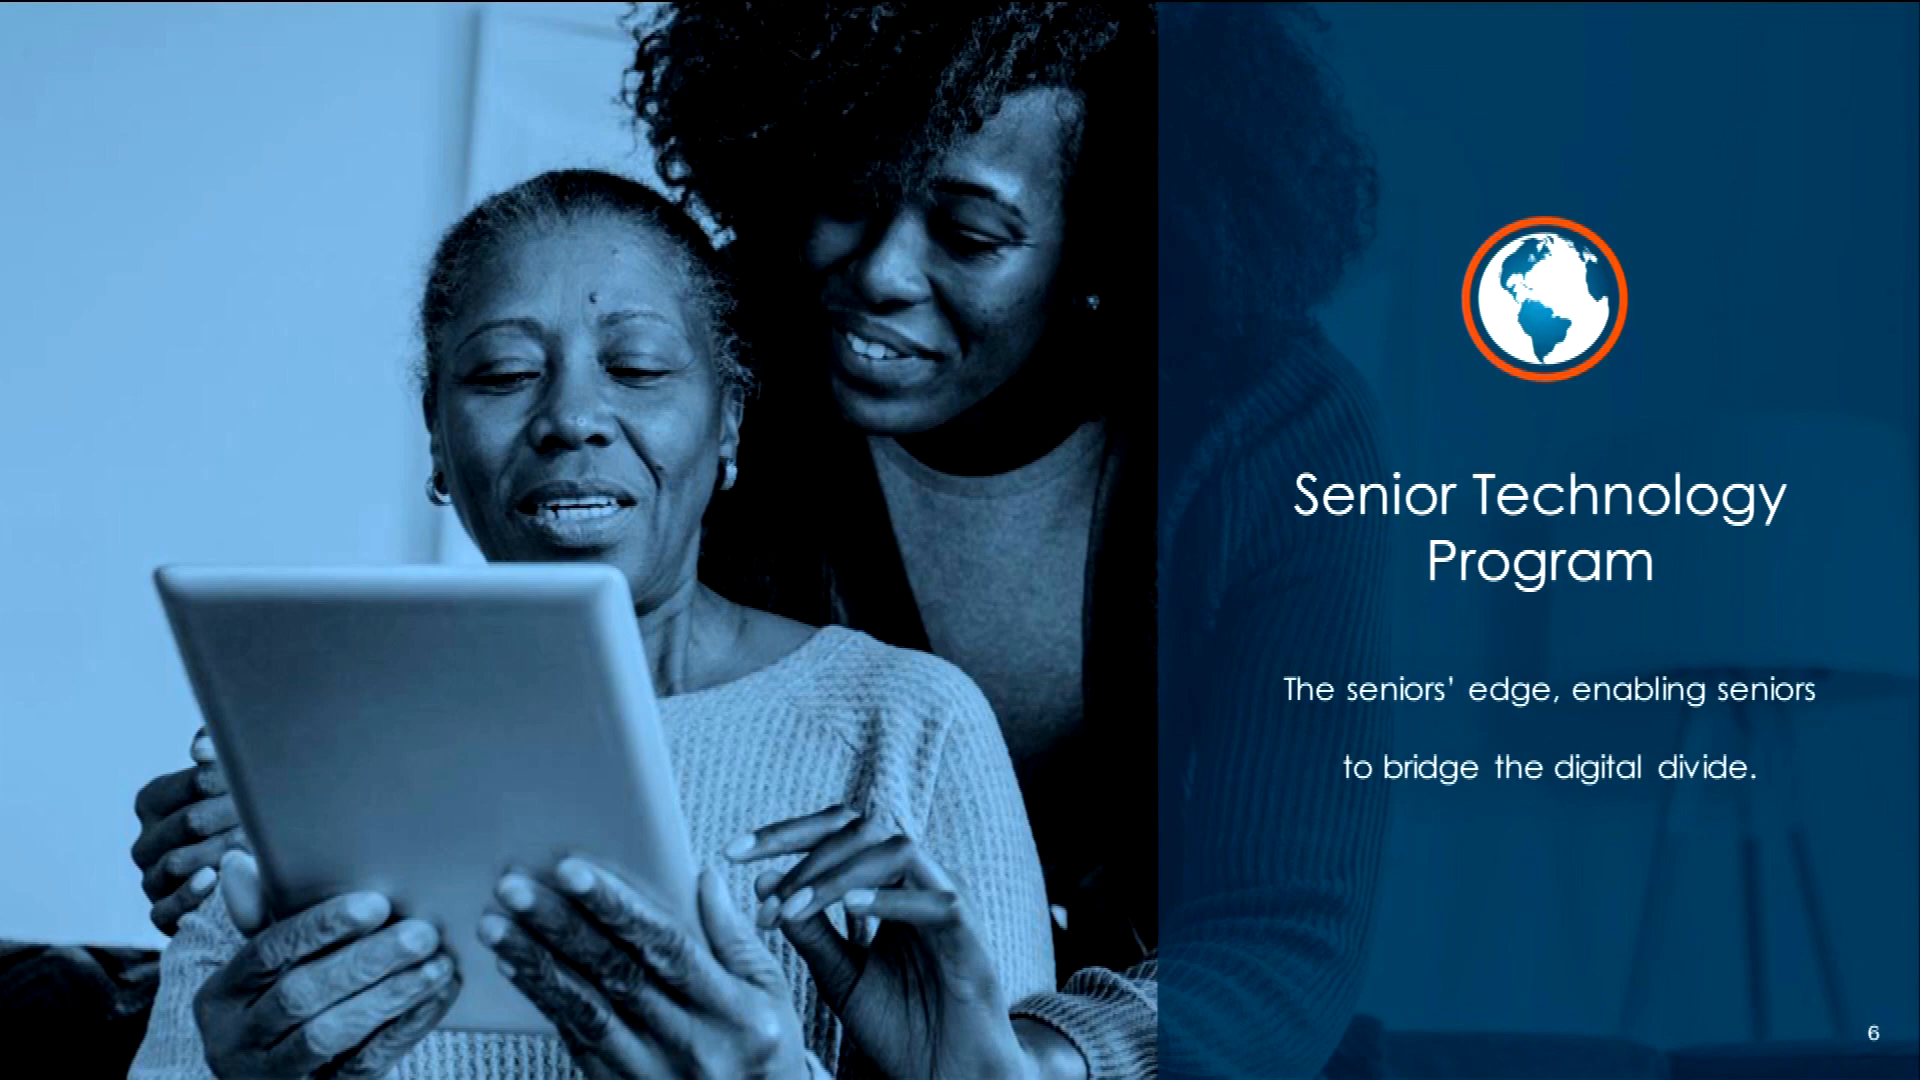 Senior Technology
Program
The seniors’ edge, enabling seniors
to bridge the digital divide.
6